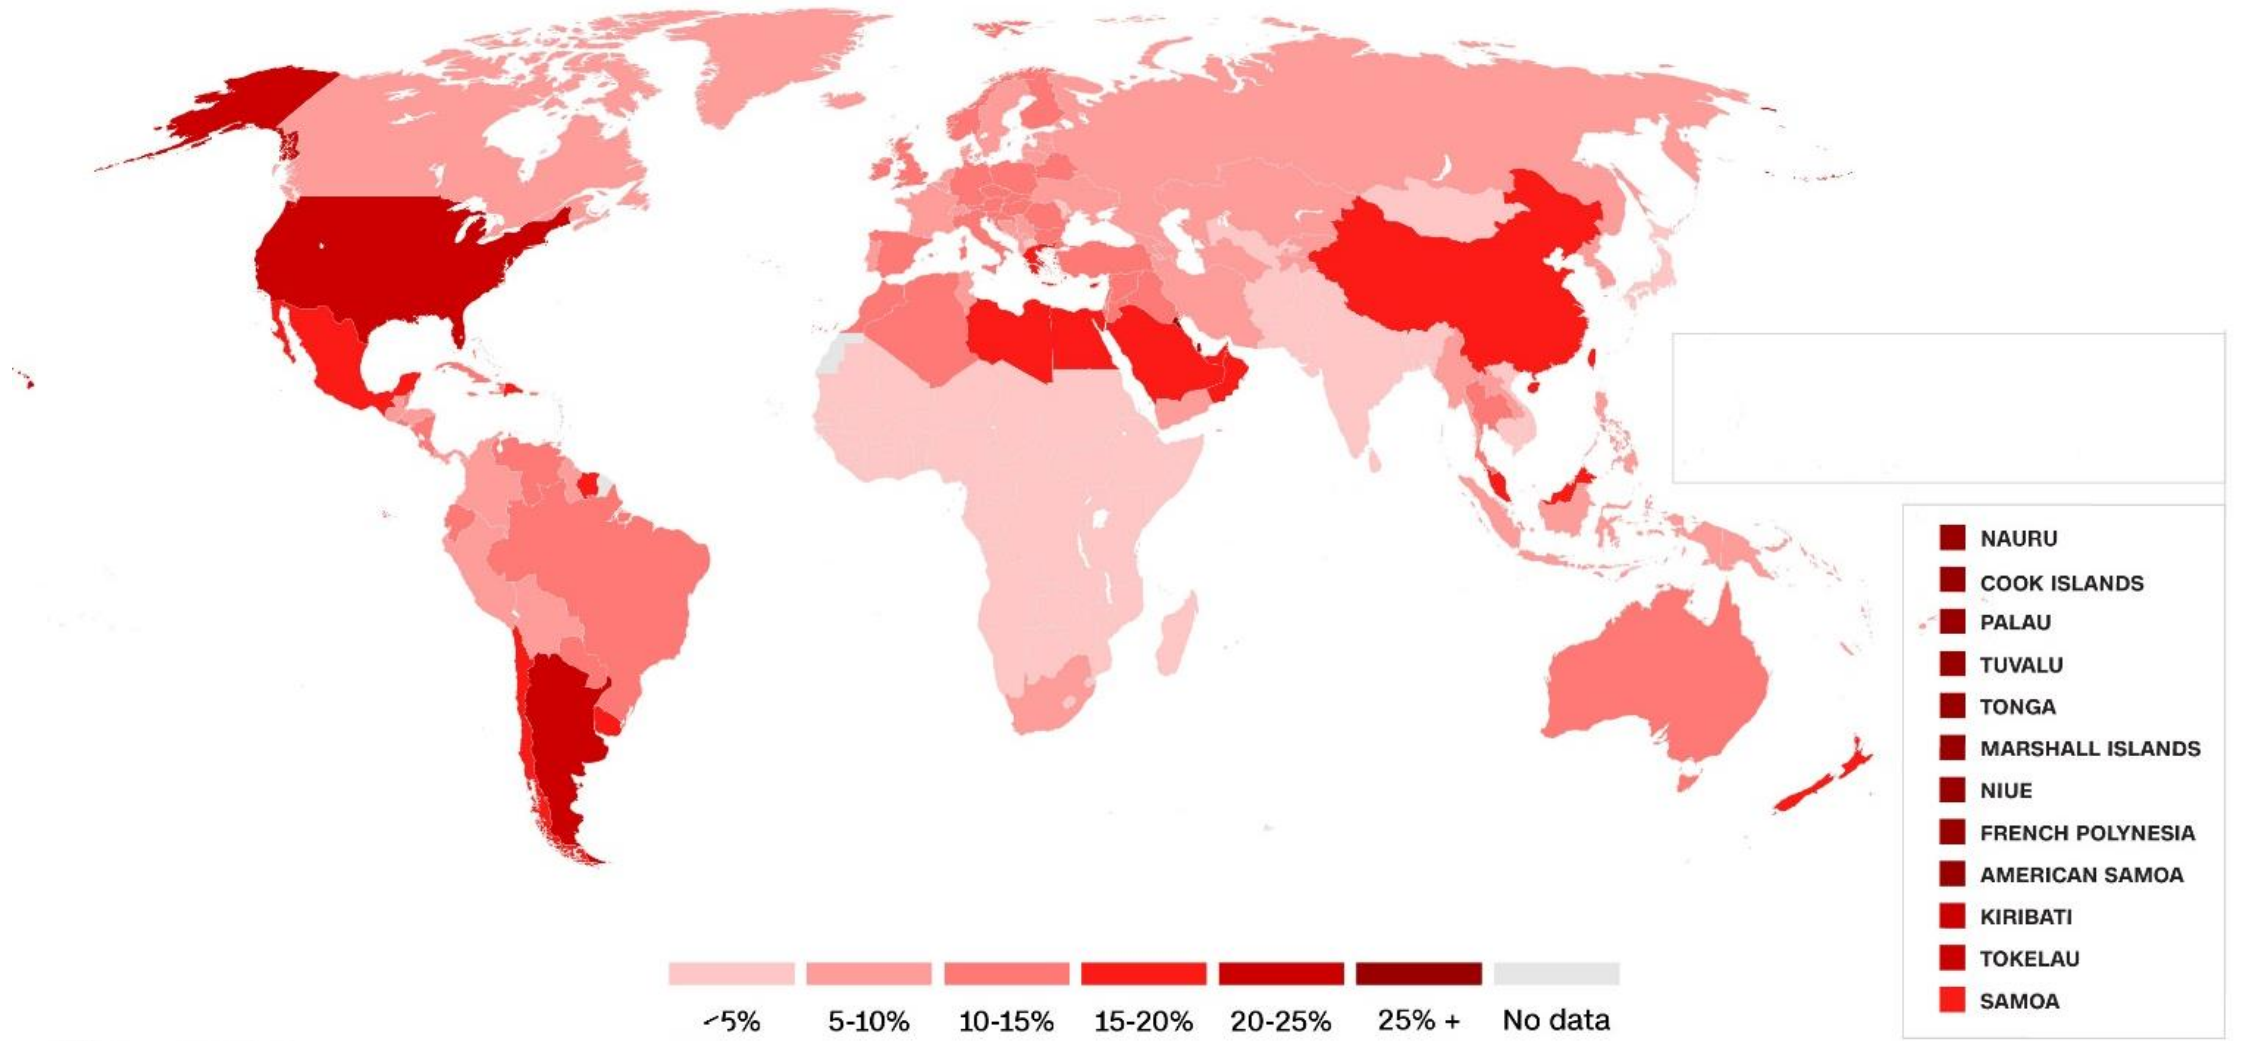 NAURU
COOK ISLANDS
PALAU
TUVALU
TONGA
MARSHALL ISLANDS
NIUE
FRENCH POLYNESIA
AMERICAN SAMOA
KIRIBATI
TOKELAU
SAMOA
<5% 5-10% 10-15% 15-20% 20-25% 25% + No data